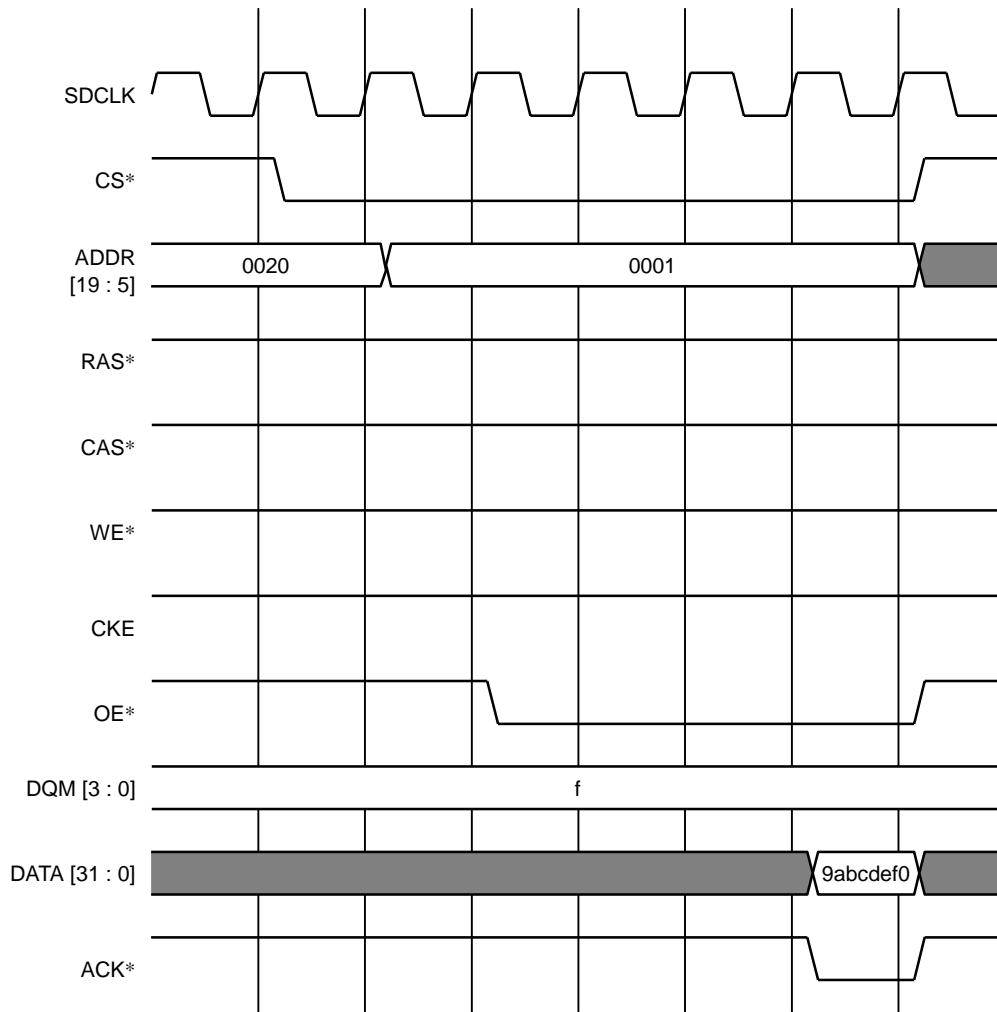 SDCLK
CS*
ADDR
[19 : 5]
0020
0001
RAS*
CAS*
WE*
CKE
OE*
DQM [3 : 0]
f
DATA [31 : 0]
9abcdef0
ACK*